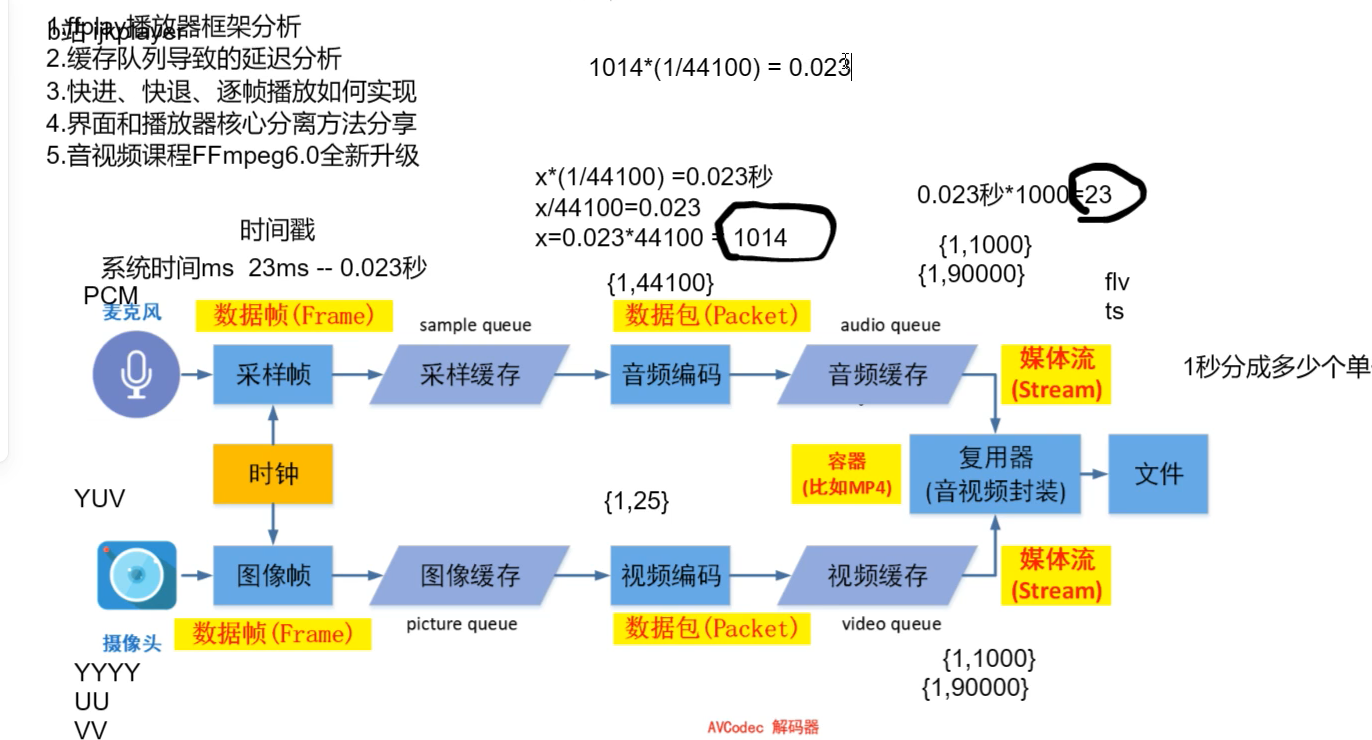 1.ffplay播放器框架分析
b站 ijkplayer
2.缓存队列导致的延迟分析
3.快进、快退、逐帧播放如何实现
4.界面和播放器核心分离方法分享
5.音视频课程FFmpeg6.0全新升级
1014*(1/44100) = 0.023
x*(1/44100) =0.023秒
x/44100=0.023
x=0.023*44100 = 1014
0.023秒*1000=23
{1,1000}
{1,90000}
时间戳
系统时间ms 23ms -- 0.023秒
{1,44100}
flv
ts
PCM
麦克风
数据帧(Frame)
sample queue
数据包(Packet)
audio queue
采样帧
采样缓存
音频编码
音频缓存
媒体流
(Stream)
1秒分成多少个单
时钟
容器
(比如MP4)
复用器
(音视频封装)
文件
YUV
{1,25}
图像帧
图像缓存
视频编码
视频缓存
媒体流
(Stream)
摄像头
数据帧(Frame)
picture queue
数据包(Packet)
video queue
YYYY
UU
VV
{1,1000}
{1,90000}
AVCodec 解码器